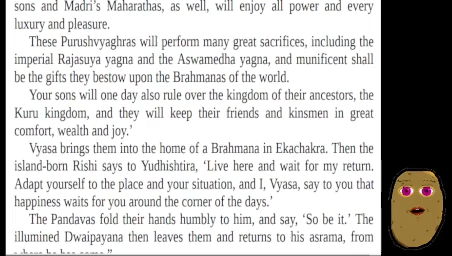 sons and Madri's Maharathas, as well, will enjoy all power and every
luxury and pleasure.
These Purushvyaghras will perform many great sacrifices, including the
imperial Rajasuya yagna and the Aswamedha yagna, and munificent shall
be the gifts they bestow upon the Brahmanas of the world.
Your sons will one day also rule over the kingdom of their ancestors, the
Kuru kingdom, and they will keep their friends and kinsmen in great
comfort, wealth and joy.'
Vyasa brings them into the home of a Brahmana in Ekachakra. Then the
island-born Rishi says to Yudhishtira, 'Live here and wait for my return.
Adapt yourself to the place and your situation, and I, Vyasa, say to you that
happiness waits for you around the corner of the days.'
The Pandavas fold their hands humbly to him, and say, 'So be it.' The
illumined Dwaipayana then leaves them and returns to his asrama, from